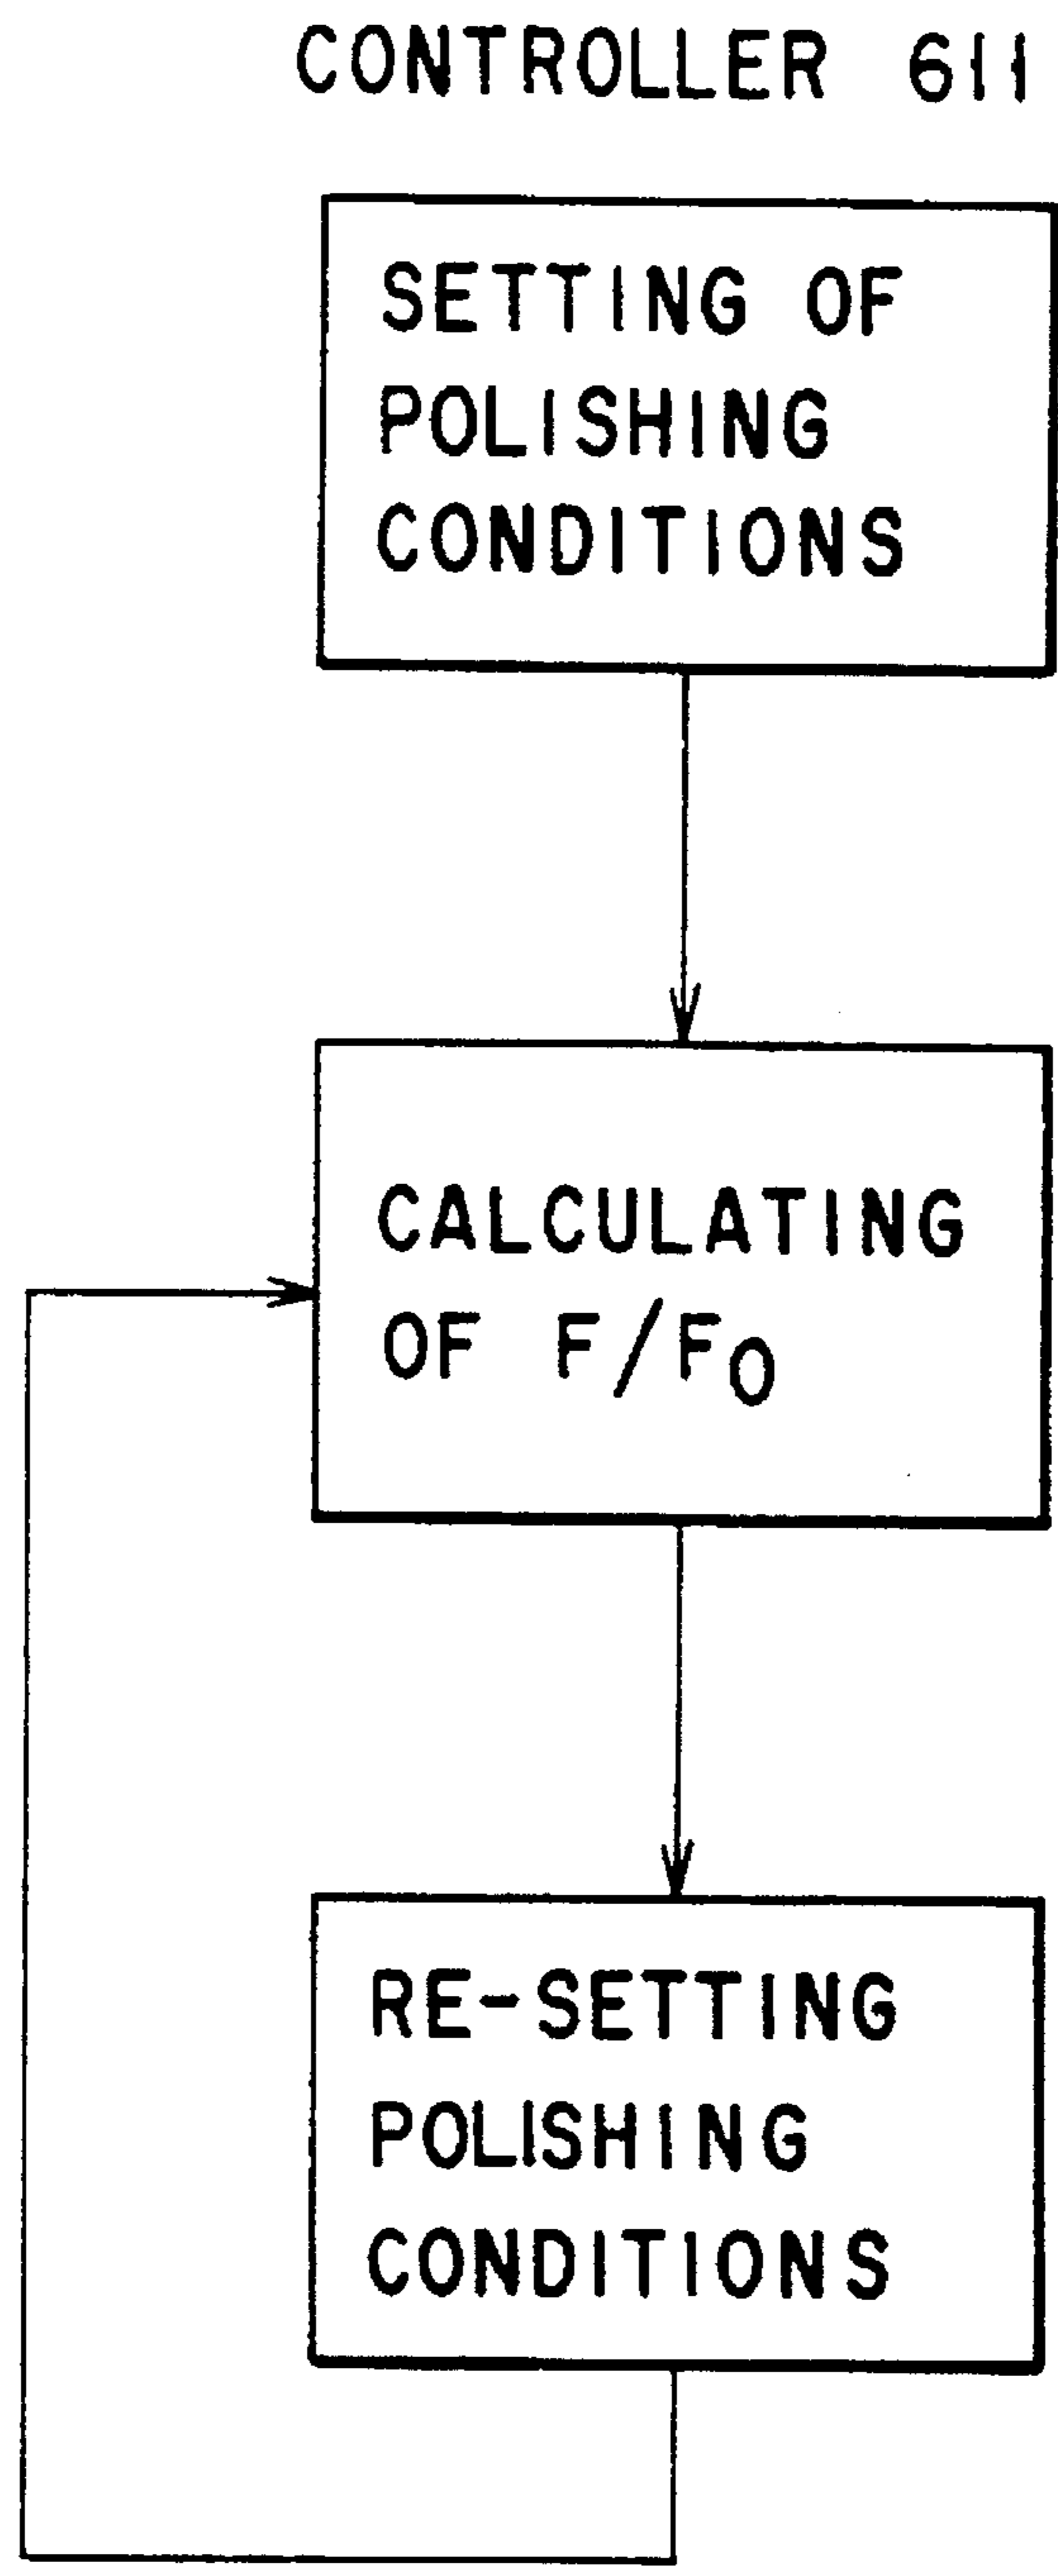 CONTROLLER 611
SETTING OF
POLISHING
CONDITIONS
CALCULATING
OF F/F₀
RE-SETTING
POLISHING
CONDITIONS